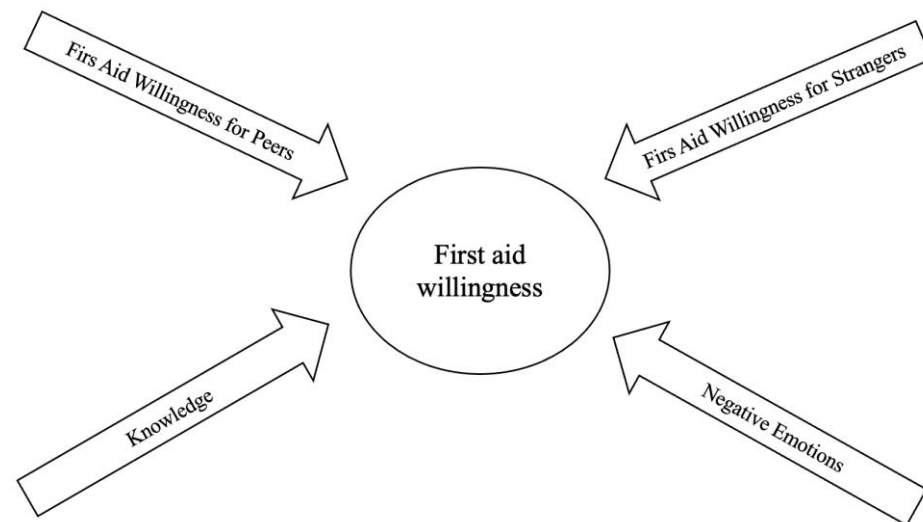 Firs Aid Willingness for Peers
Firs Aid Willingness for Strangers
First aid
willingness
Knowledge
Negative Emotions